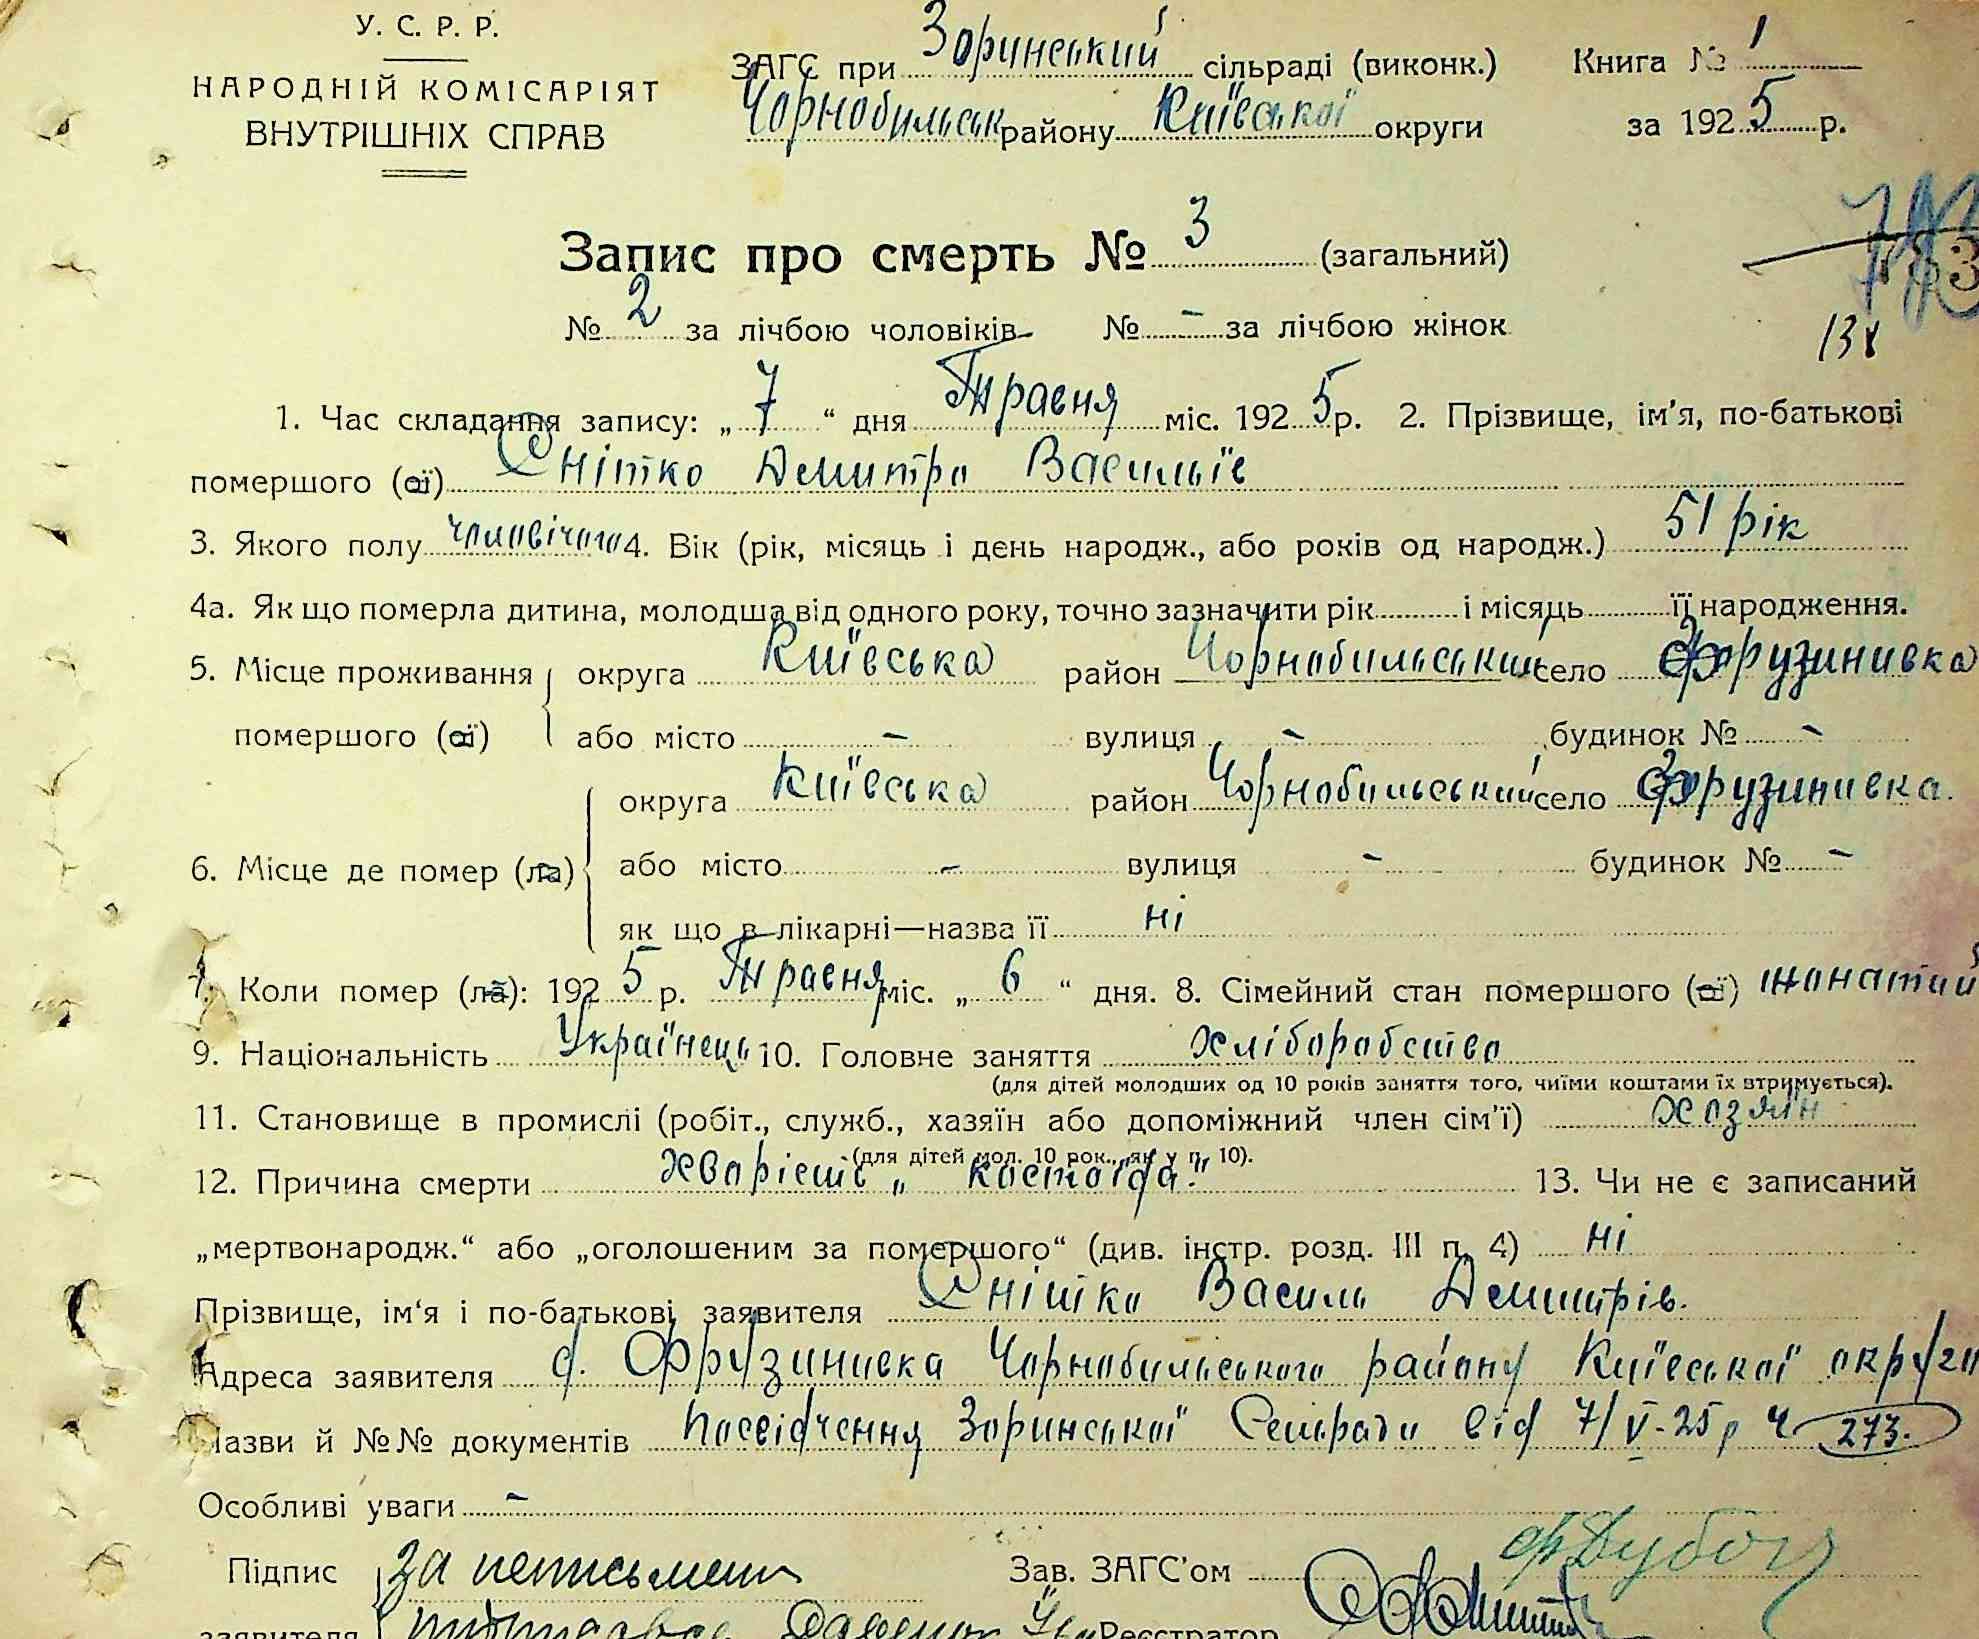 У. С. Р. Р.
НАРОДНІЙ КОМІСАРІЯТ
ВНУТРІШНІХ СПРАВ
ЗАГС при Зоринський сільраді (виконк.) Книга № 1
Чорнобильськ району Київської округи за 1925 р.
Запис про смерть № 3 (загальний)
№ 2 за лічбою чоловіків № - за лічбою жінок
1. Час складання запису: „7“ дня Травня міс. 1925 р. 2. Прізвище, ім'я, по-батькові
помершого (ої) Снітко Демитро Васильїв
3. Якого полу чоловічого 4. Вік (рік, місяць і день народж., або років од народж.) 51 рік
4а. Як що померла дитина, молодша від одного року, точно зазначити рік і місяць її народження.
5. Місце проживання округа Київська район Чорнобильський село Фрузинивка
помершого (ої) або місто - вулиця - будинок № -
округа Київська район Чорнобильський село Фрузинивка.
6. Місце де помер (ла) або місто - вулиця - будинок № -
як що в лікарні—назва її ні
7. Коли помер (ла): 1925 р. Травня міс. „6“ дня. 8. Сімейний стан помершого (ої) жонатий
9. Національність Українець 10. Головне заняття хліборобство
(для дітей молодших од 10 років заняття того, чиїми коштами їх втримується).
11. Становище в промислі (робіт., служб., хазяїн або допоміжний член сім'ї) хозяїн
(для дітей мол. 10 рок., як у п. 10).
12. Причина смерти хворість „костоїда" 13. Чи не є записаний
„мертвонародж.“ або „оголошеним за помершого“ (див. інстр. розд. III п. 4) ні
Прізвище, ім'я і по-батькові заявителя Снітко Василь Демитрів.
Адреса заявителя с. Фрузинивка Чорнобильського району Київської округи
Назви й №№ документів Посвідчення Зоринської Сельради від 7/V-25 р Ч 273.
Особливі уваги -
Підпис За неписьмен Зав. ЗАГС'ом
заявителя Реєстратор